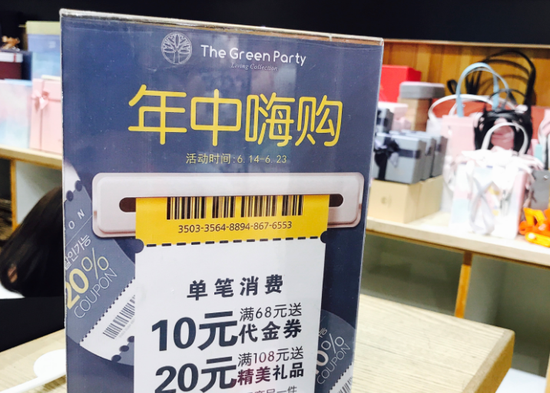 The Green Party
Living Collection
年中嗨购
活动时间:6.14-6.23
3503-3564-8894-867-6553
单笔消费
10元 满68元送
代金券
20元 满108元送
精美礼品
20%
COUPON